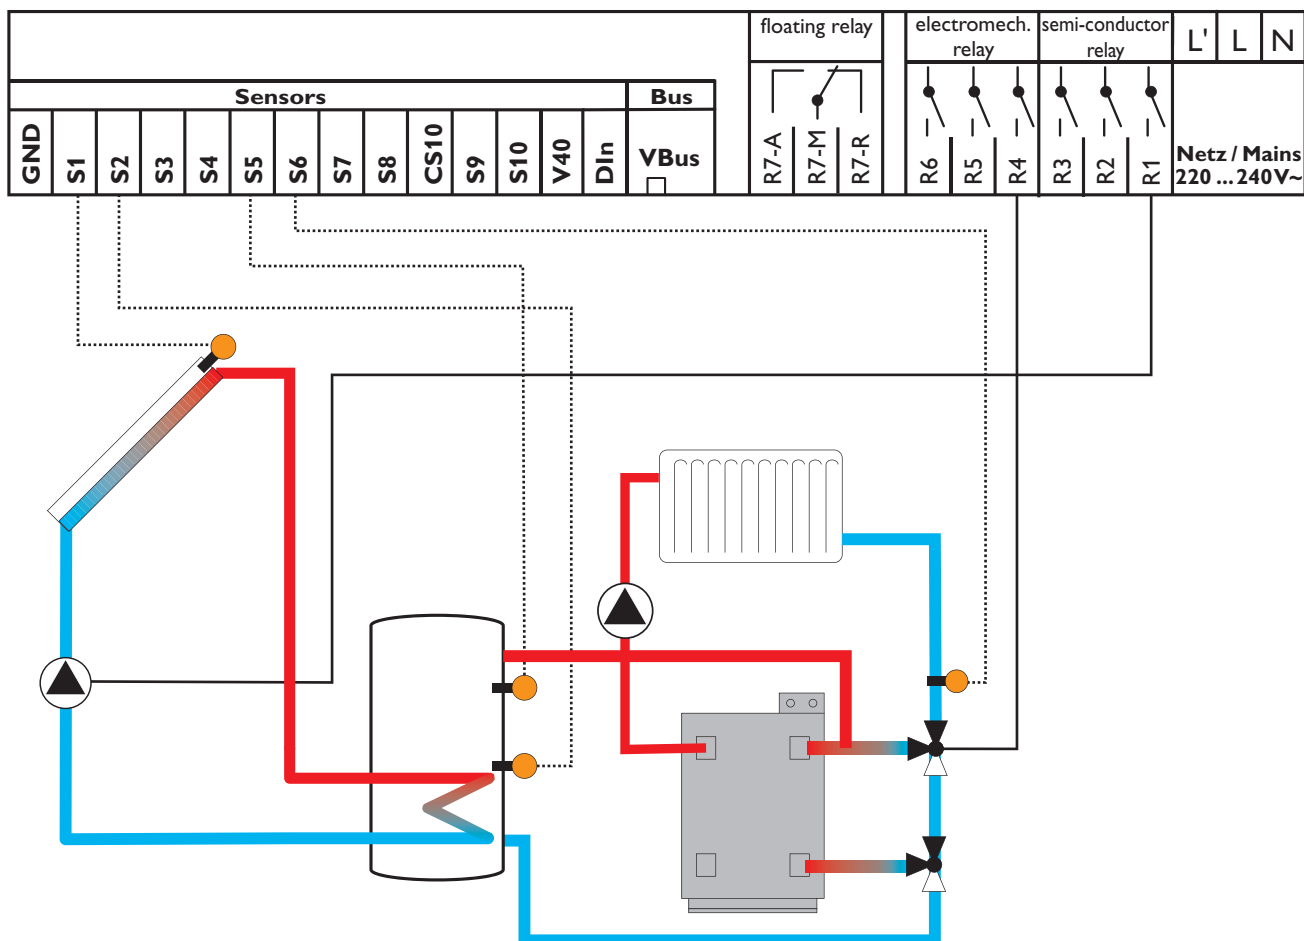 floating relay
electromech.
relay
semi-conductor
relay
L'
L
N
Sensors
Bus
GND
S1
S2
S3
S4
S5
S6
S7
S8
CS10
S9
S10
V40
DIn
VBus
R7-A
R7-M
R7-R
R6
R5
R4
R3
R2
R1
Netz / Mains
220 ... 240V~